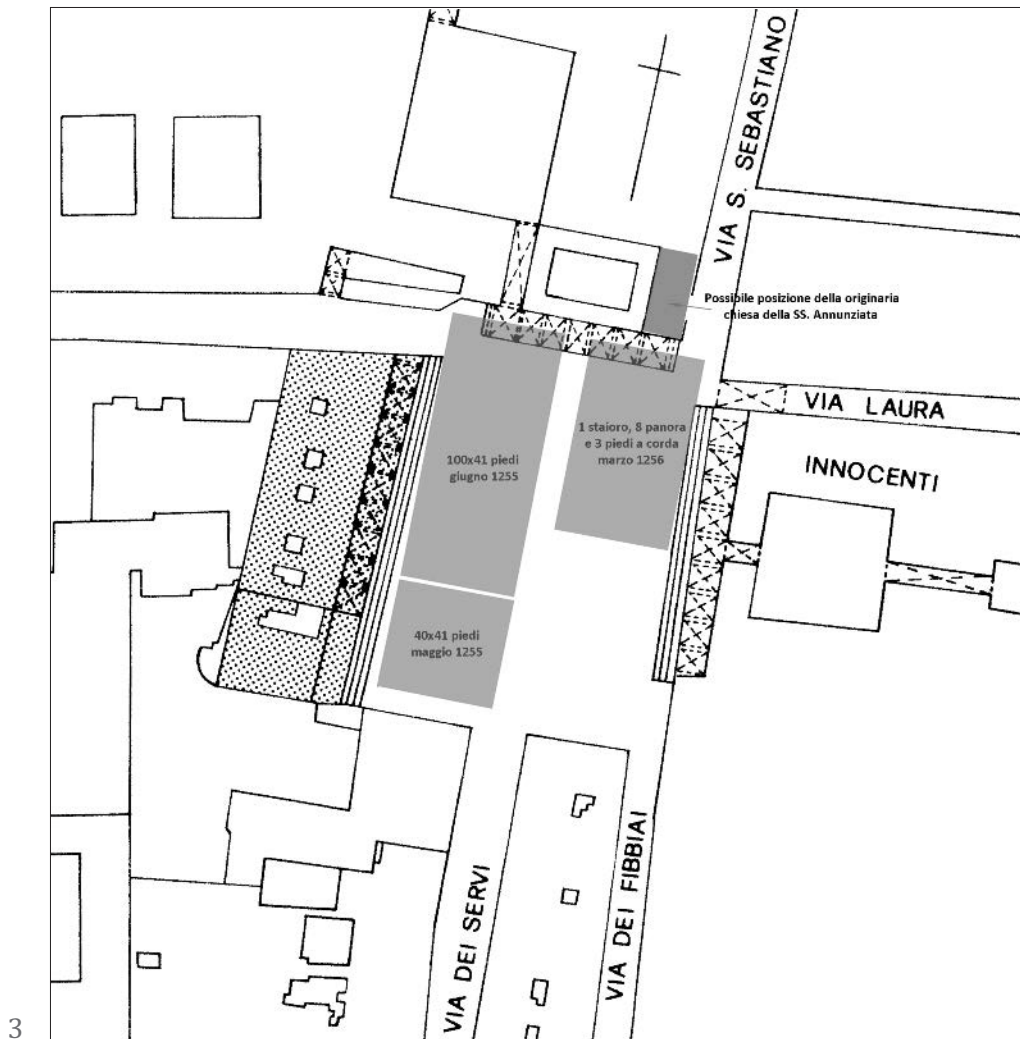 VIA S. SEBASTIANO
Possibile posizione della originaria
chiesa della SS. Annunziata
VIA LAURA
1 staioro, 8 panora
e 3 piedi a corda
marzo 1256
100x41 piedi
giugno 1255
INNOCENTI
40x41 piedi
maggio 1255
VIA DEI SERVI
VIA DEI FIBBIAI
3